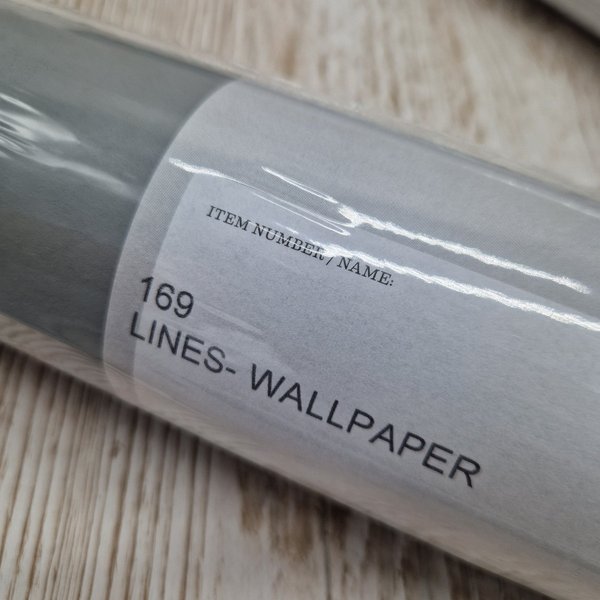 ITEM NUMBER / NAME:
169
LINES- WALLPAPER